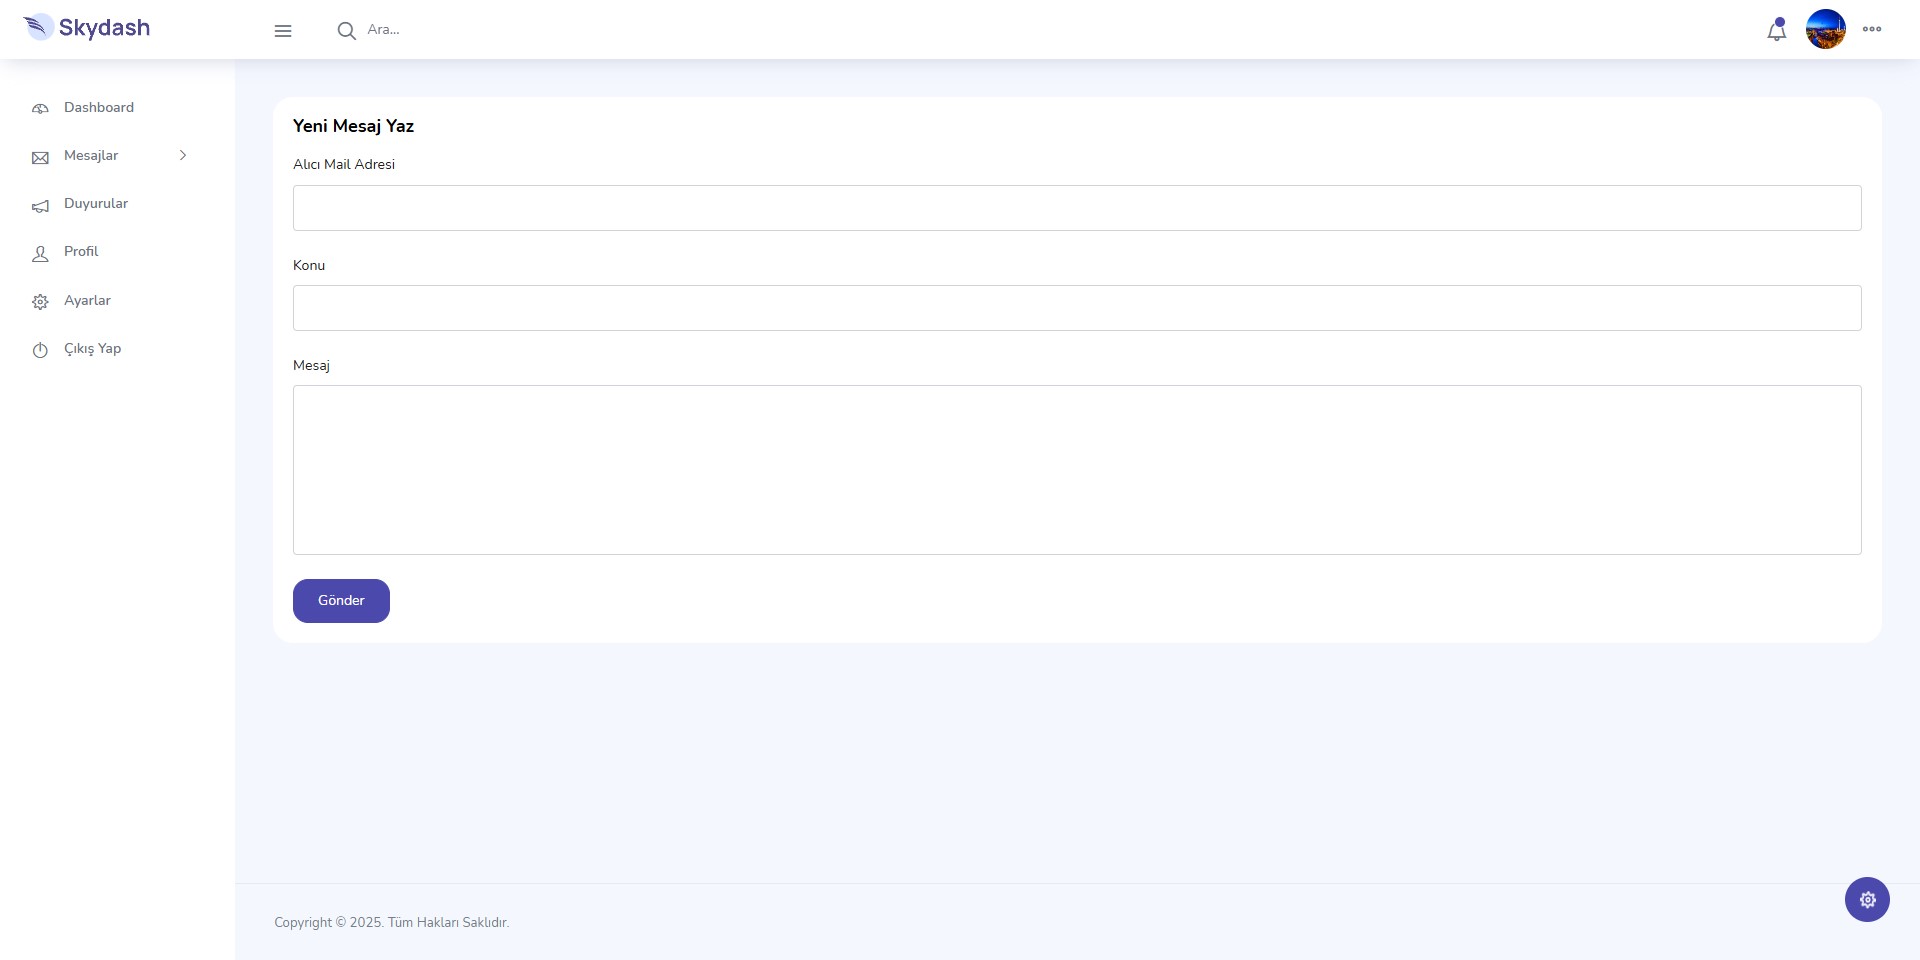 Skydash
Ara...
Dashboard
Mesajlar
Duyurular
Profil
Ayarlar
Çıkış Yap
Yeni Mesaj Yaz
Alıcı Mail Adresi
Konu
Mesaj
Gönder
Copyright © 2025. Tüm Hakları Saklıdır.